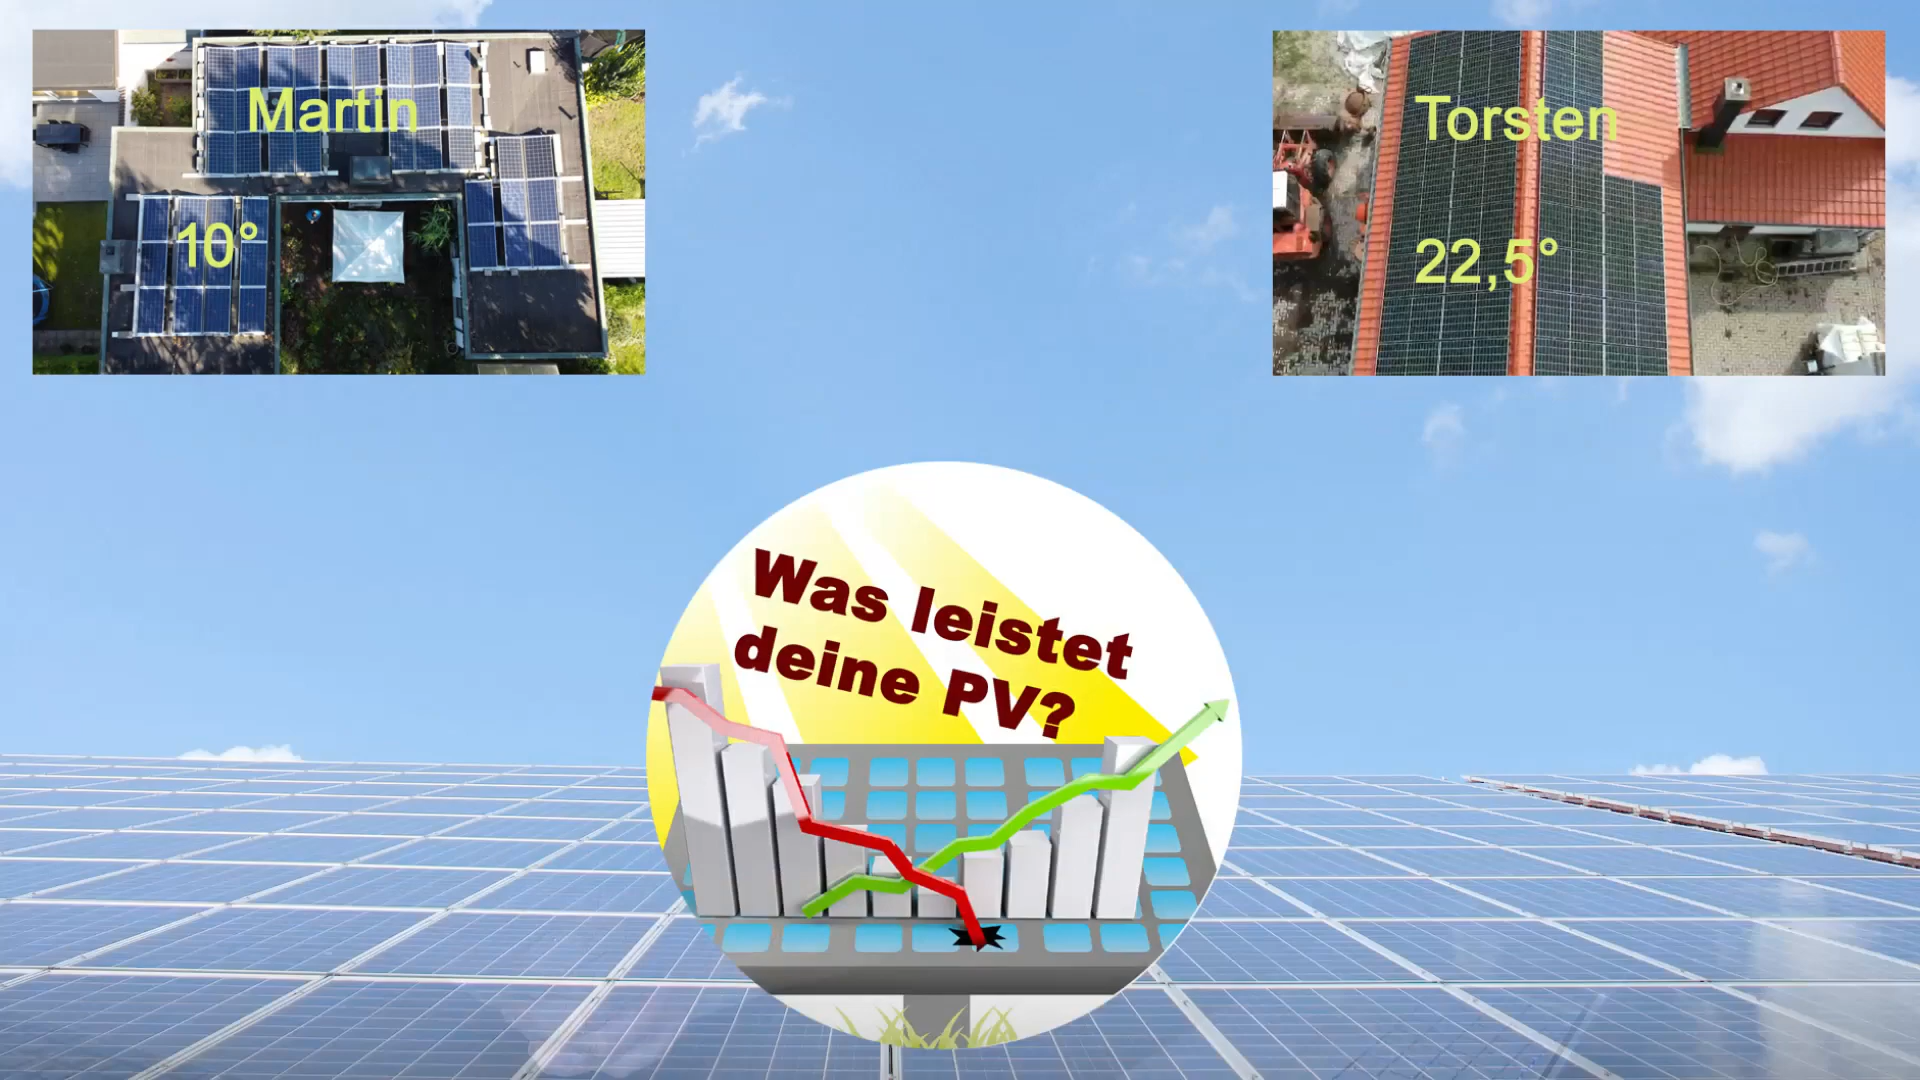 Martin
10°
Torsten
22,5°
Was leistet
deine PV?